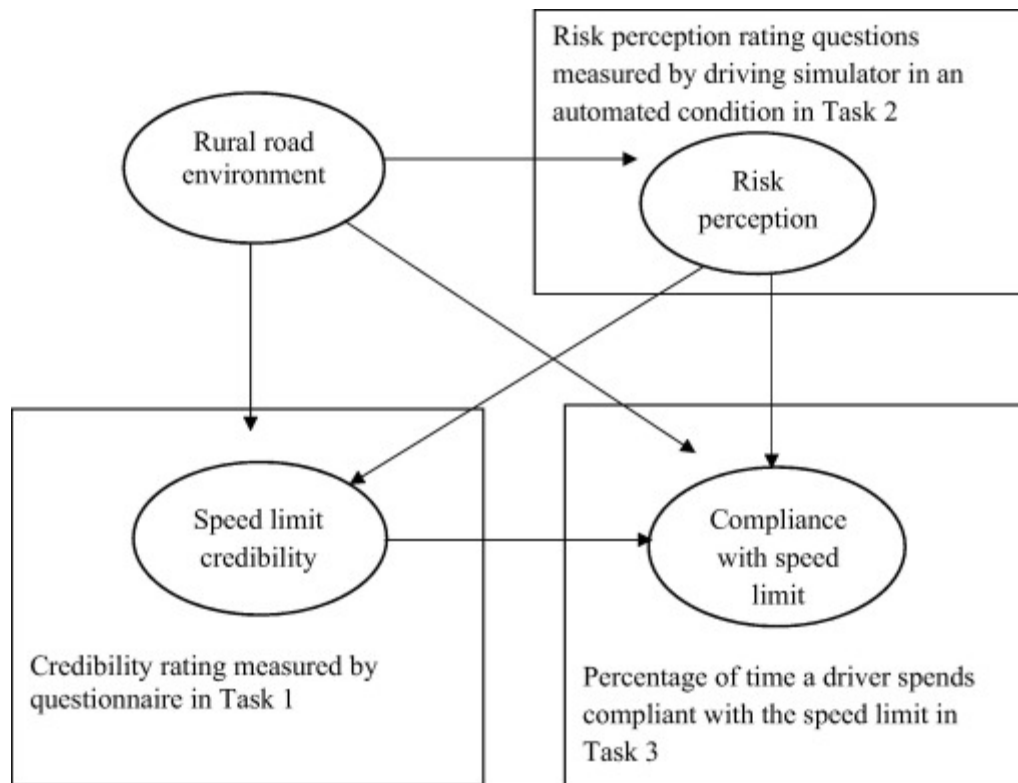 Risk perception rating questions
measured by driving simulator in an
automated condition in Task 2
Rural road
environment
Risk
perception
Speed limit
credibility
Compliance
with speed
limit
Credibility rating measured by
questionnaire in Task 1
Percentage of time a driver spends
compliant with the speed limit in
Task 3